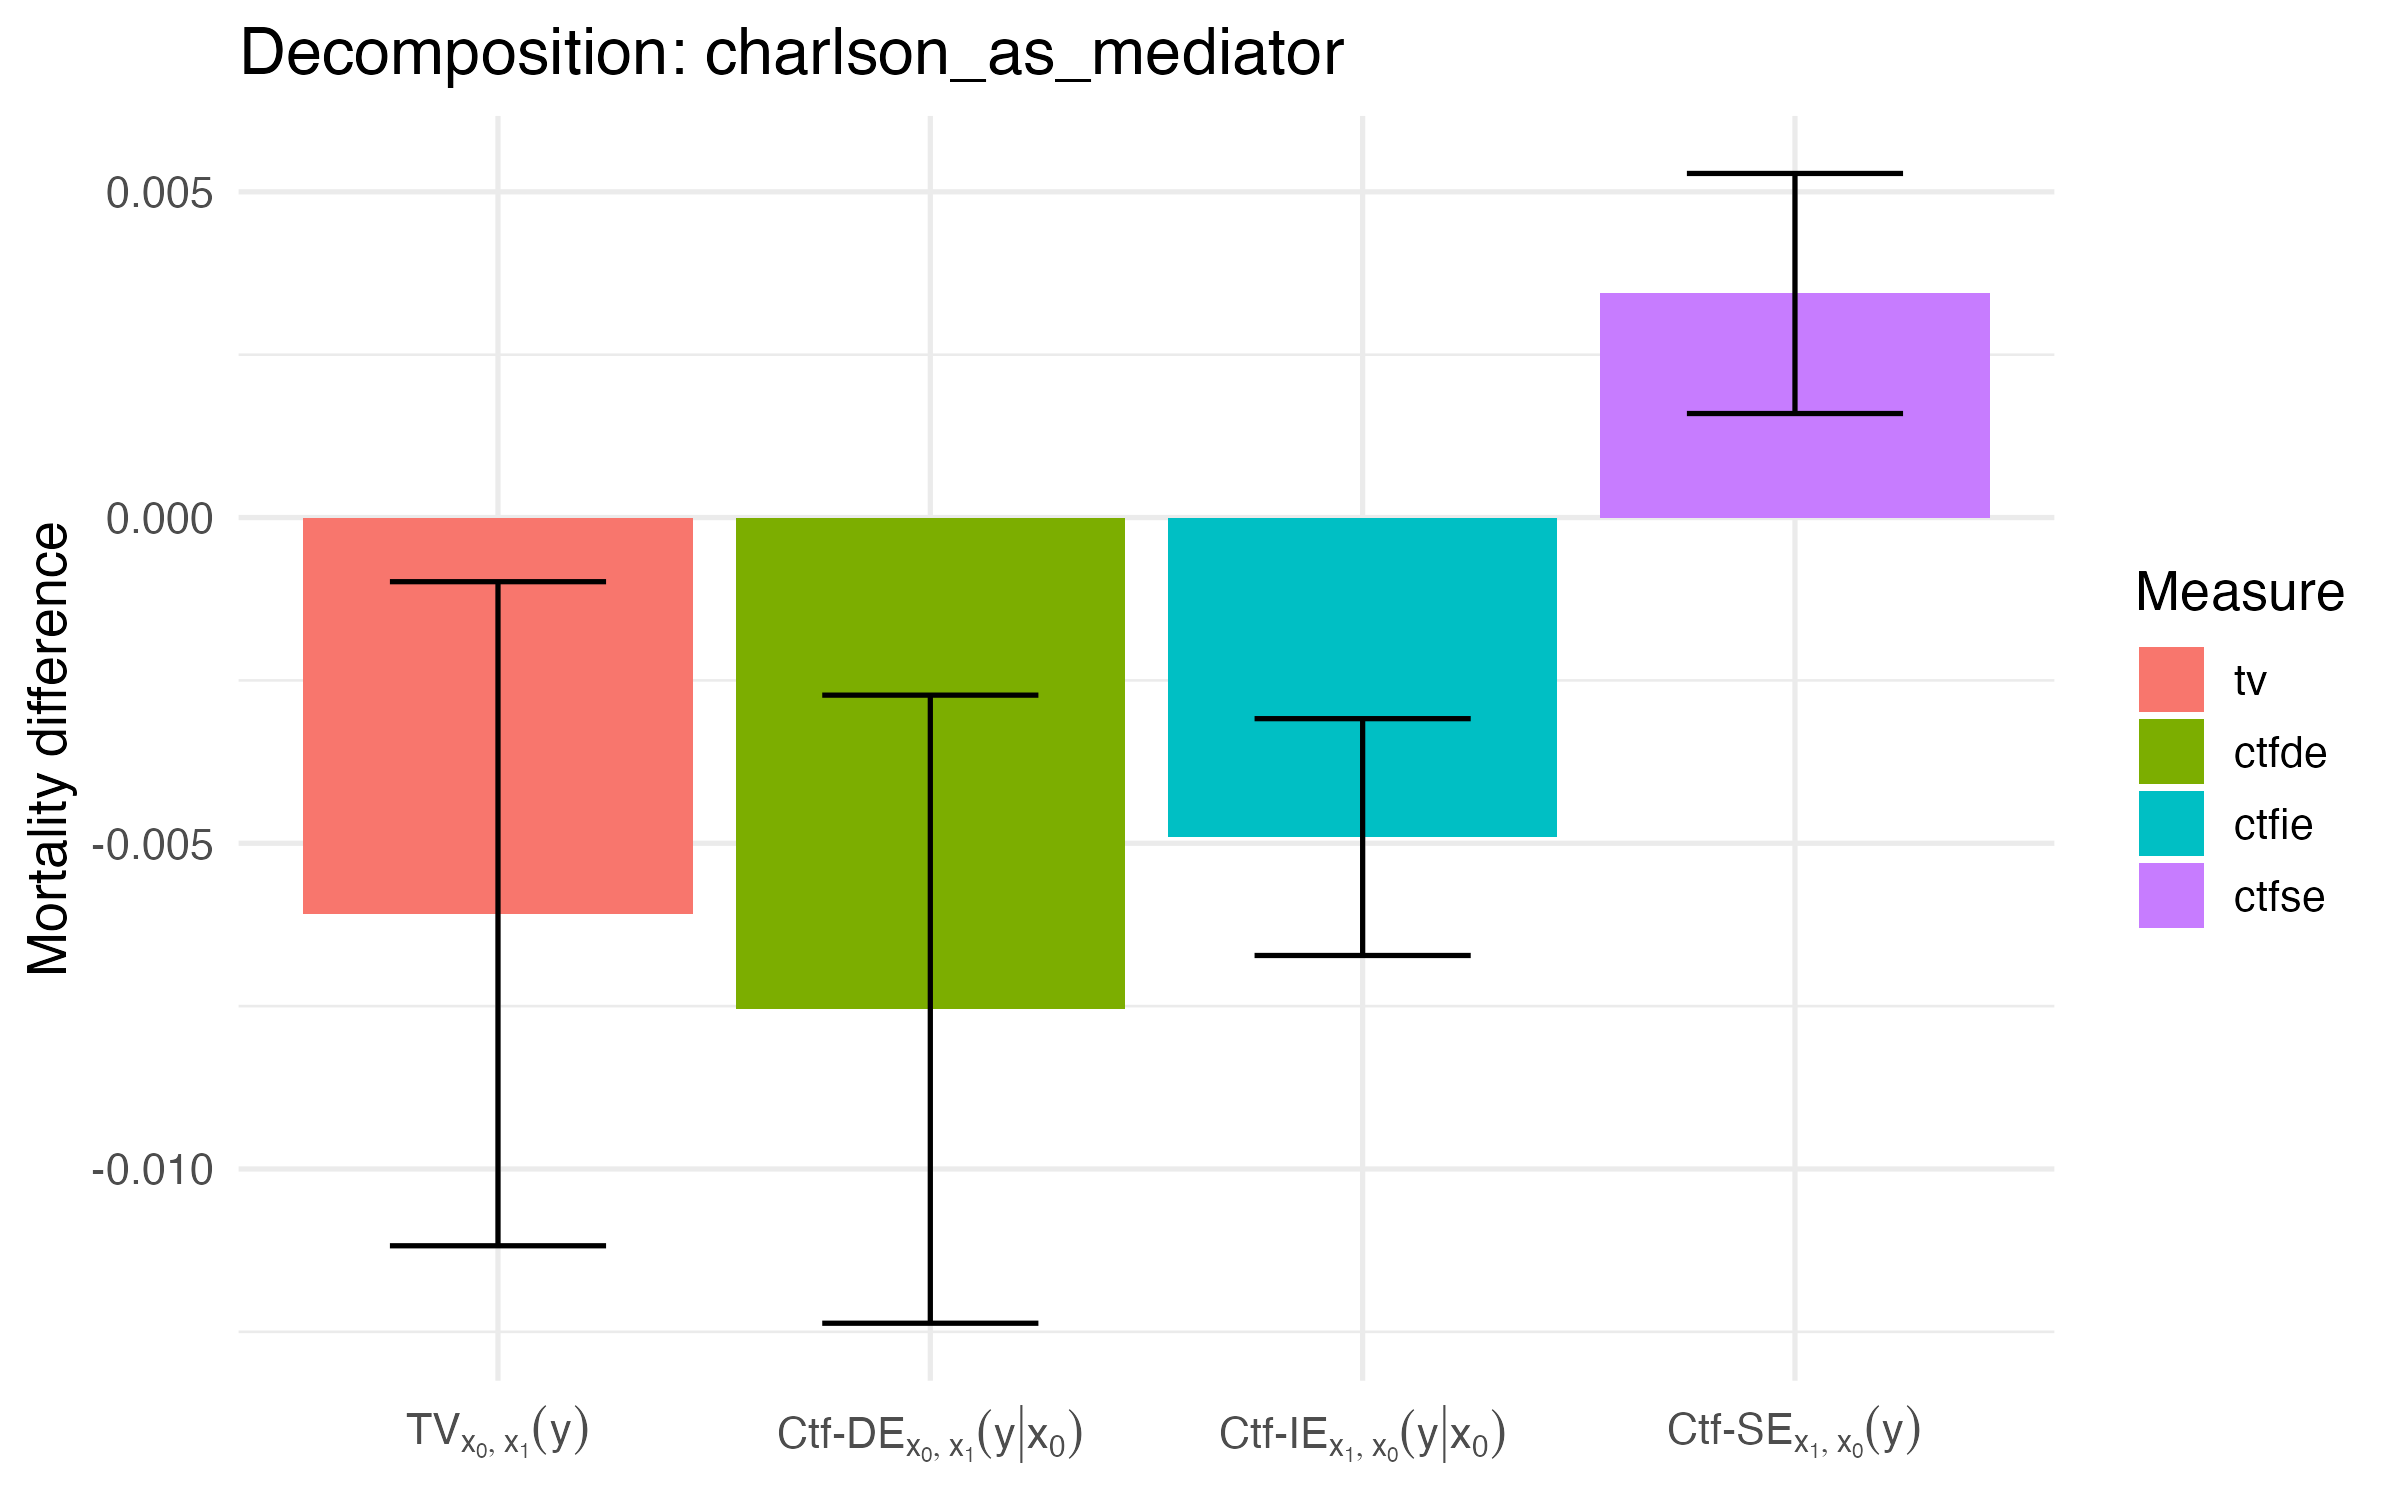 Decomposition: charlson_as_mediator
Mortality difference
0.005
0.000
-0.005
-0.010
TVx₀, x₁(y)
Ctf-DEx₀, x₁(y|x₀)
Ctf-IEx₁, x₀(y|x₀)
Ctf-SEx₁, x₀(y)
Measure
tv
ctfde
ctfie
ctfse